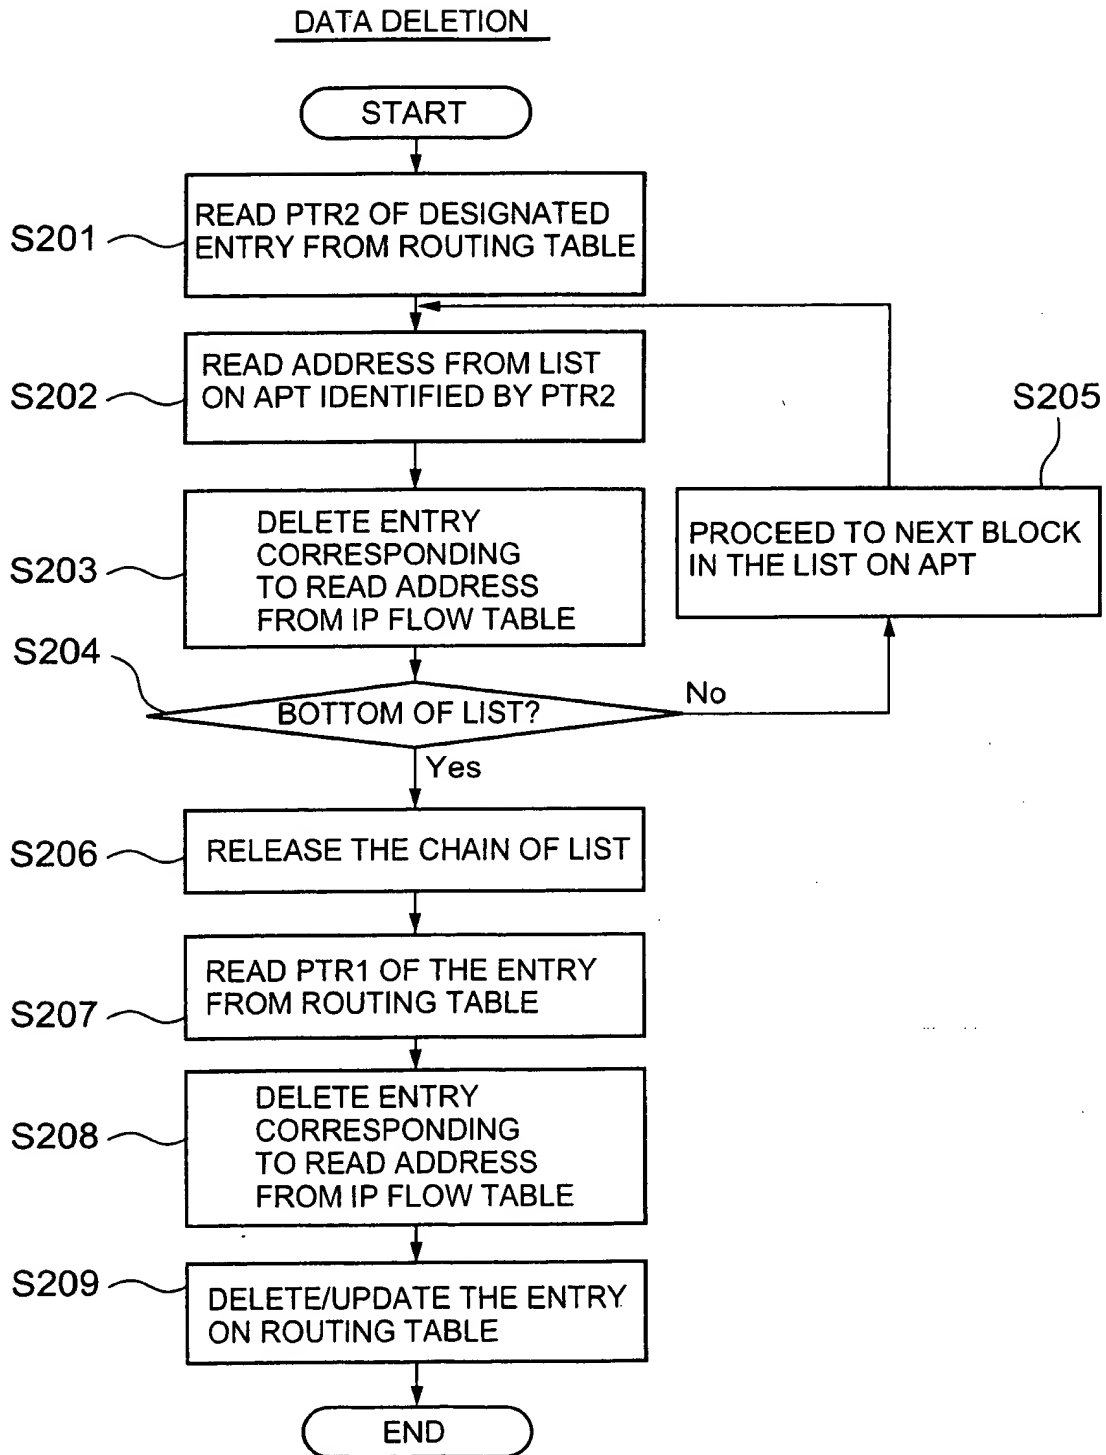 DATA DELETION
START
S201
READ PTR2 OF DESIGNATED
ENTRY FROM ROUTING TABLE
S202
READ ADDRESS FROM LIST
ON APT IDENTIFIED BY PTR2
S205
PROCEED TO NEXT BLOCK
IN THE LIST ON APT
S203
DELETE ENTRY
CORRESPONDING
TO READ ADDRESS
FROM IP FLOW TABLE
S204
BOTTOM OF LIST?
No
Yes
S206
RELEASE THE CHAIN OF LIST
S207
READ PTR1 OF THE ENTRY
FROM ROUTING TABLE
S208
DELETE ENTRY
CORRESPONDING
TO READ ADDRESS
FROM IP FLOW TABLE
S209
DELETE/UPDATE THE ENTRY
ON ROUTING TABLE
END